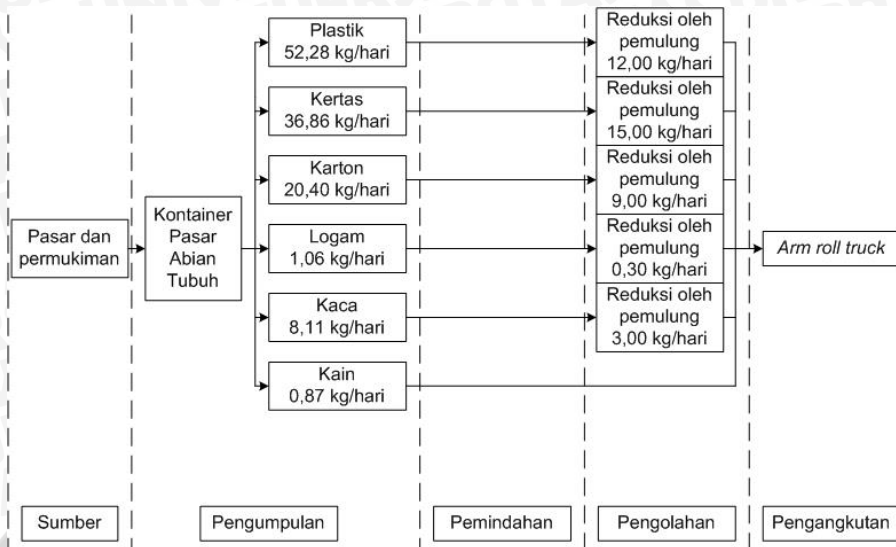 Pasar dan
permukiman
Kontainer
Pasar
Abian
Tubuh
Plastik
52,28 kg/hari
Kertas
36,86 kg/hari
Karton
20,40 kg/hari
Logam
1,06 kg/hari
Kaca
8,11 kg/hari
Kain
0,87 kg/hari
Reduksi oleh
pemulung
12,00 kg/hari
Reduksi oleh
pemulung
15,00 kg/hari
Reduksi oleh
pemulung
9,00 kg/hari
Reduksi oleh
pemulung
0,30 kg/hari
Reduksi oleh
pemulung
3,00 kg/hari
Arm roll truck
Sumber
Pengumpulan
Pemindahan
Pengolahan
Pengangkutan